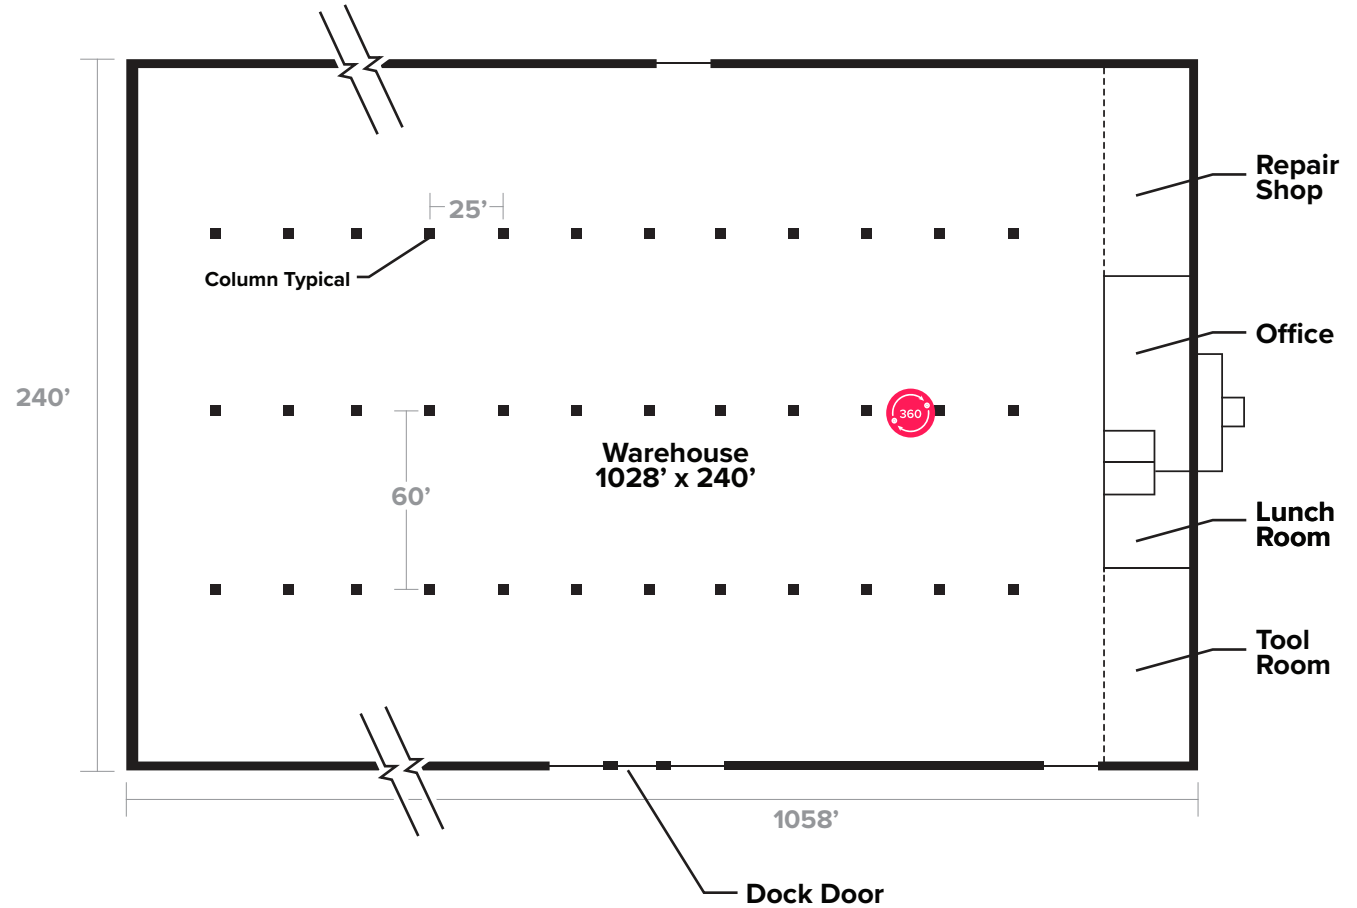 Repair
Shop
25’
Column Typical
Office
240’
360
Warehouse
1028’ x 240’
60’
Lunch
Room
Tool
Room
1058’
Dock Door